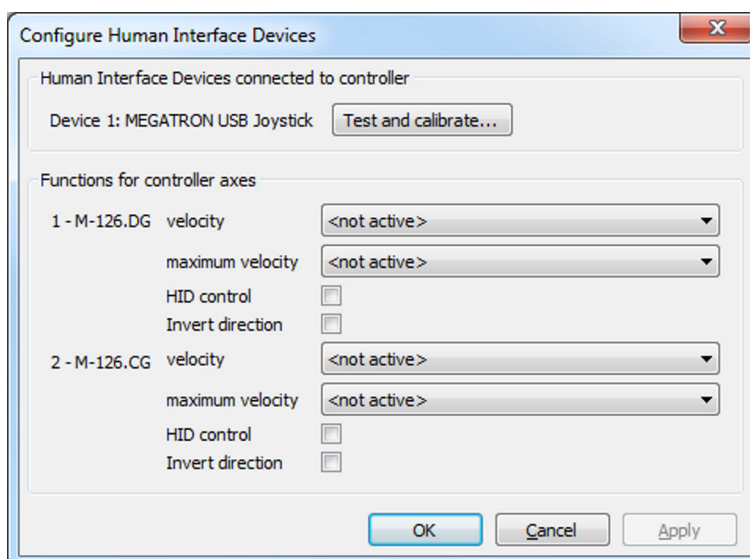 Configure Human Interface Devices
Human Interface Devices connected to controller
Device 1: MEGATRON USB Joystick Test and calibrate...
Functions for controller axes
1 - M-126.DG velocity <not active>
maximum velocity <not active>
HID control
Invert direction
2 - M-126.CG velocity <not active>
maximum velocity <not active>
HID control
Invert direction
OK Cancel Apply